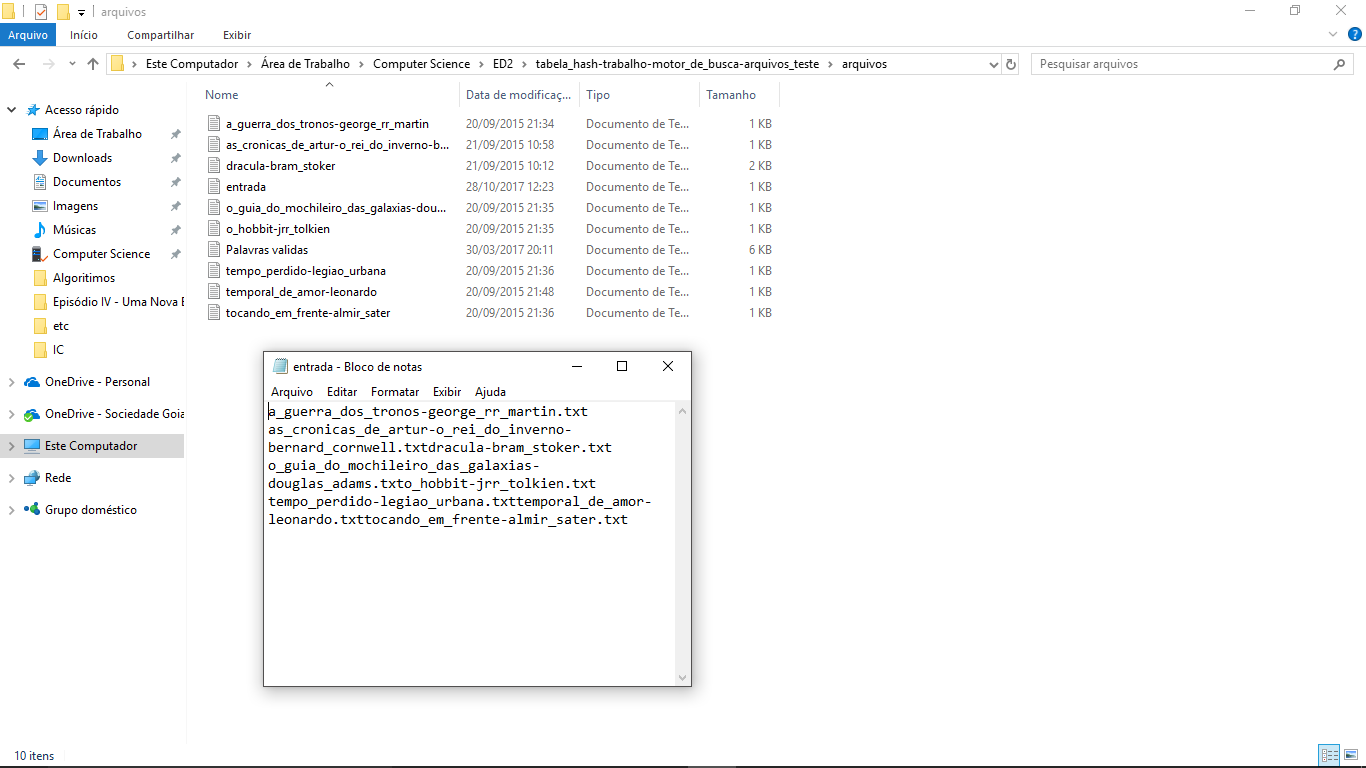 arquivos
Arquivo Início Compartilhar Exibir
Este Computador Área de Trabalho Computer Science ED2 tabela_hash-trabalho-motor_de_busca-arquivos_teste arquivos
Pesquisar arquivos
Acesso rápido
Área de Trabalho
Downloads
Documentos
Imagens
Músicas
Computer Science
Algoritimos
Episódio IV - Uma Nova E
etc
IC
OneDrive - Personal
OneDrive - Sociedade Goia
Este Computador
Rede
Grupo doméstico
Nome Data de modificaç... Tipo Tamanho
a_guerra_dos_tronos-george_rr_martin 20/09/2015 21:34 Documento de Te... 1 KB
as_cronicas_de_artur-o_rei_do_inverno-b... 21/09/2015 10:58 Documento de Te... 1 KB
dracula-bram_stoker 21/09/2015 10:12 Documento de Te... 2 KB
entrada 28/10/2017 12:23 Documento de Te... 1 KB
o_guia_do_mochileiro_das_galaxias-dou... 20/09/2015 21:35 Documento de Te... 1 KB
o_hobbit-jrr_tolkien 20/09/2015 21:35 Documento de Te... 1 KB
Palavras validas 30/03/2017 20:11 Documento de Te... 6 KB
tempo_perdido-legiao_urbana 20/09/2015 21:36 Documento de Te... 1 KB
temporal_de_amor-leonardo 20/09/2015 21:48 Documento de Te... 1 KB
tocando_em_frente-almir_sater 20/09/2015 21:36 Documento de Te... 1 KB
entrada - Bloco de notas
Arquivo Editar Formatar Exibir Ajuda
a_guerra_dos_tronos-george_rr_martin.txt
as_cronicas_de_artur-o_rei_do_inverno-
bernard_cornwell.txtdracula-bram_stoker.txt
o_guia_do_mochileiro_das_galaxias-
douglas_adams.txto_hobbit-jrr_tolkien.txt
tempo_perdido-legiao_urbana.txttemporal_de_amor-
leonardo.txttocando_em_frente-almir_sater.txt
10 itens